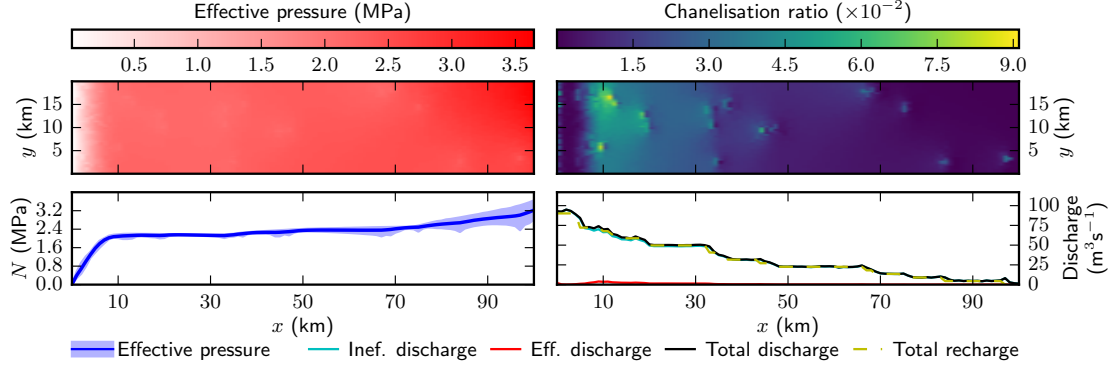 Effective pressure (MPa)
Chanelisation ratio (×10⁻²)
0.5 1.0 1.5 2.0 2.5 3.0 3.5
1.5 3.0 4.5 6.0 7.5 9.0
y (km)
15
10
5
15
10
5
y (km)
N (MPa)
3.2
2.4
1.6
0.8
0.0
100
75
50
25
0
Discharge
(m³s⁻¹)
10 30 50 70 90
10 30 50 70 90
x (km)
x (km)
Effective pressure Inef. discharge Eff. discharge Total discharge Total recharge